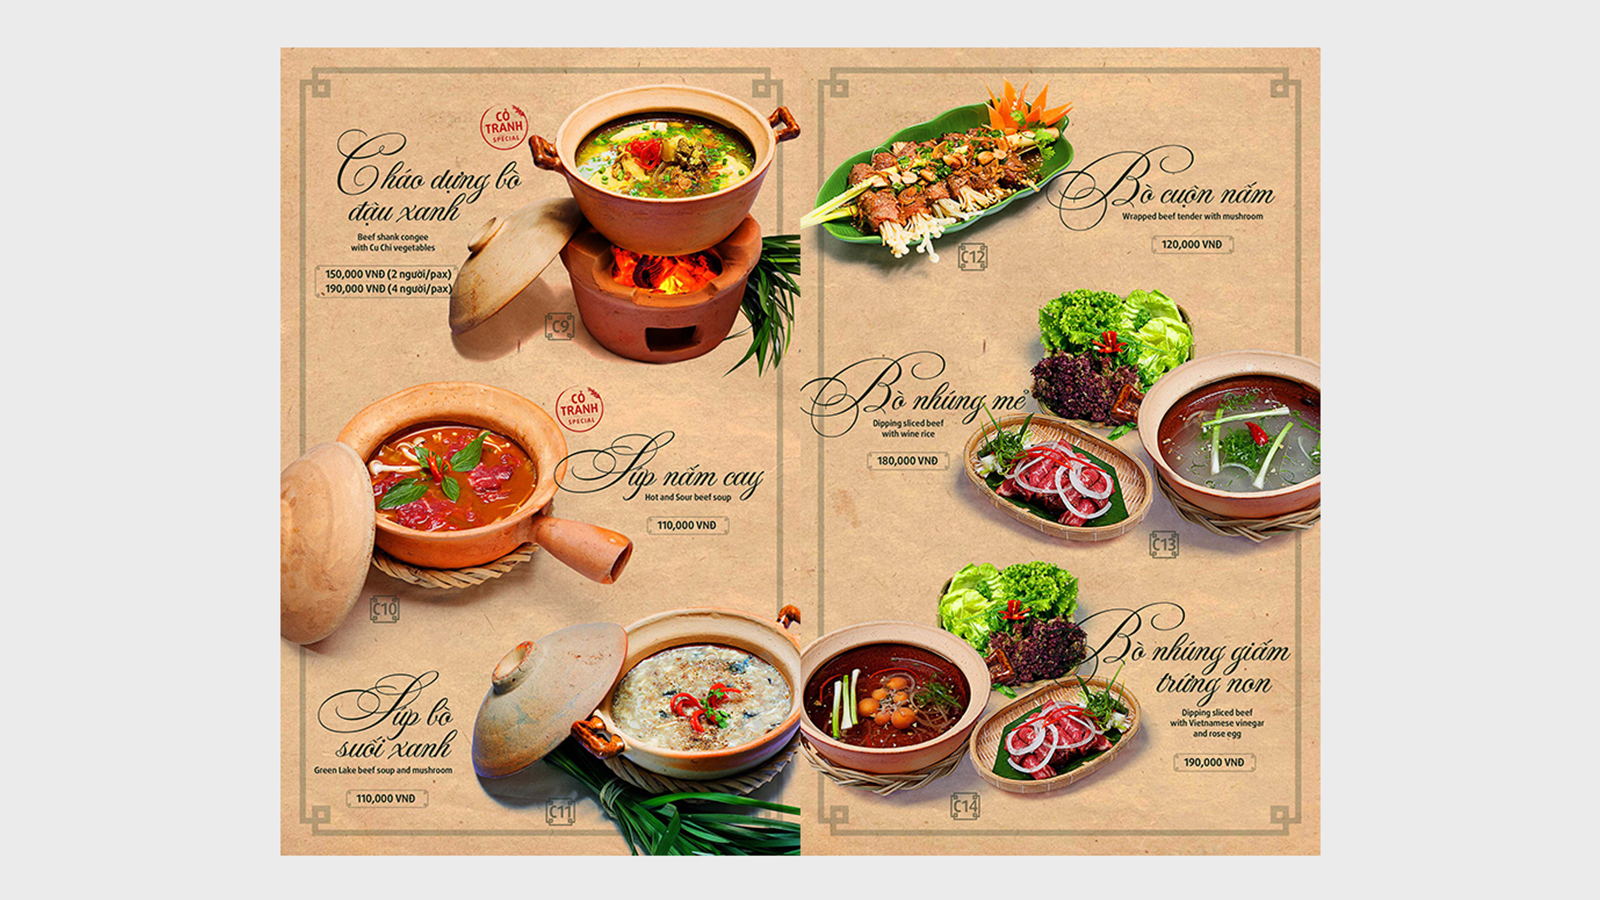 CỎ
TRANH
SPECIAL
Cháo dựng bò
đậu xanh
Beef shank congee
with Cu Chi vegetables
150,000 VNĐ (2 người/pax)
190,000 VNĐ (4 người/pax)
C9
CỎ
TRANH
SPECIAL
Súp nấm cay
Hot and Sour beef soup
110,000 VNĐ
C10
Súp bò
suối xanh
Green Lake beef soup and mushroom
110,000 VNĐ
C11
Bò cuộn nấm
Wrapped beef tender with mushroom
120,000 VNĐ
C12
Bò nhúng mẻ
Dipping sliced beef
with wine rice
180,000 VNĐ
C13
Bò nhúng giấm
trứng non
Dipping sliced beef
with Vietnamese vinegar
and rose egg
190,000 VNĐ
C14